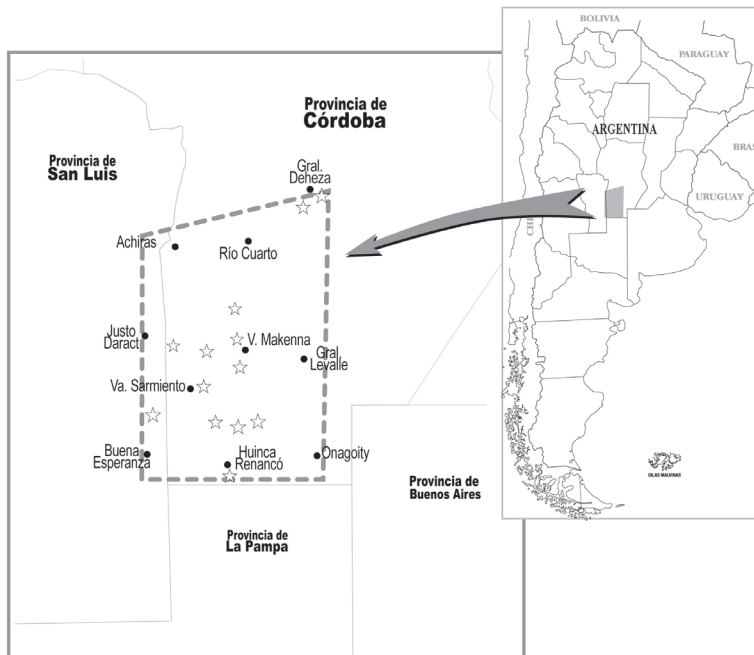 BOLIVIA
PARAGUAY
ARGENTINA
BRAS
URUGUAY
CHI
ISLAS MALVINAS
Provincia de
Córdoba
Provincia de
San Luis
Gral.
Deheza
Achiras
Río Cuarto
Justo
Daract
V. Makenna
Gral
Levalle
Va. Sarmiento
Buena
Esperanza
Huinca
Renancó
Onagoity
Provincia de
Buenos Aires
Provincia de
La Pampa